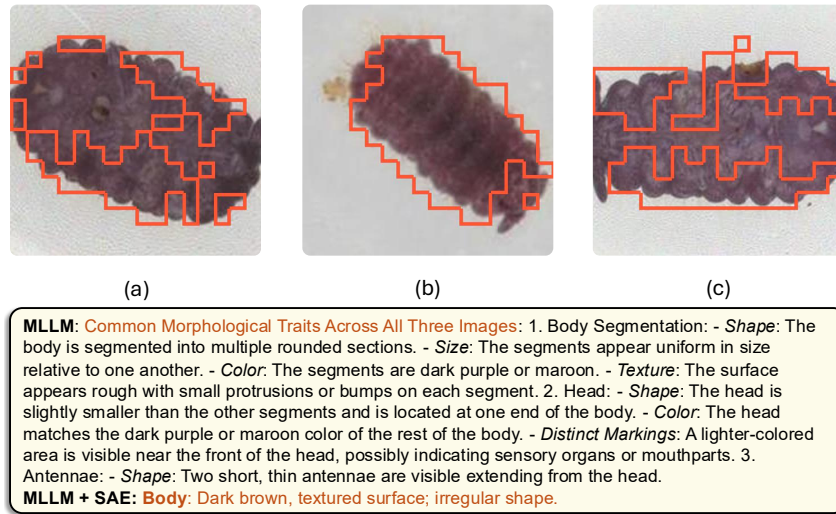 (a) (b) (c)
MLLM: Common Morphological Traits Across All Three Images: 1. Body Segmentation: - Shape: The
body is segmented into multiple rounded sections. - Size: The segments appear uniform in size
relative to one another. - Color: The segments are dark purple or maroon. - Texture: The surface
appears rough with small protrusions or bumps on each segment. 2. Head: - Shape: The head is
slightly smaller than the other segments and is located at one end of the body. - Color: The head
matches the dark purple or maroon color of the rest of the body. - Distinct Markings: A lighter-colored
area is visible near the front of the head, possibly indicating sensory organs or mouthparts. 3.
Antennae: - Shape: Two short, thin antennae are visible extending from the head.
MLLM + SAE: Body: Dark brown, textured surface; irregular shape.